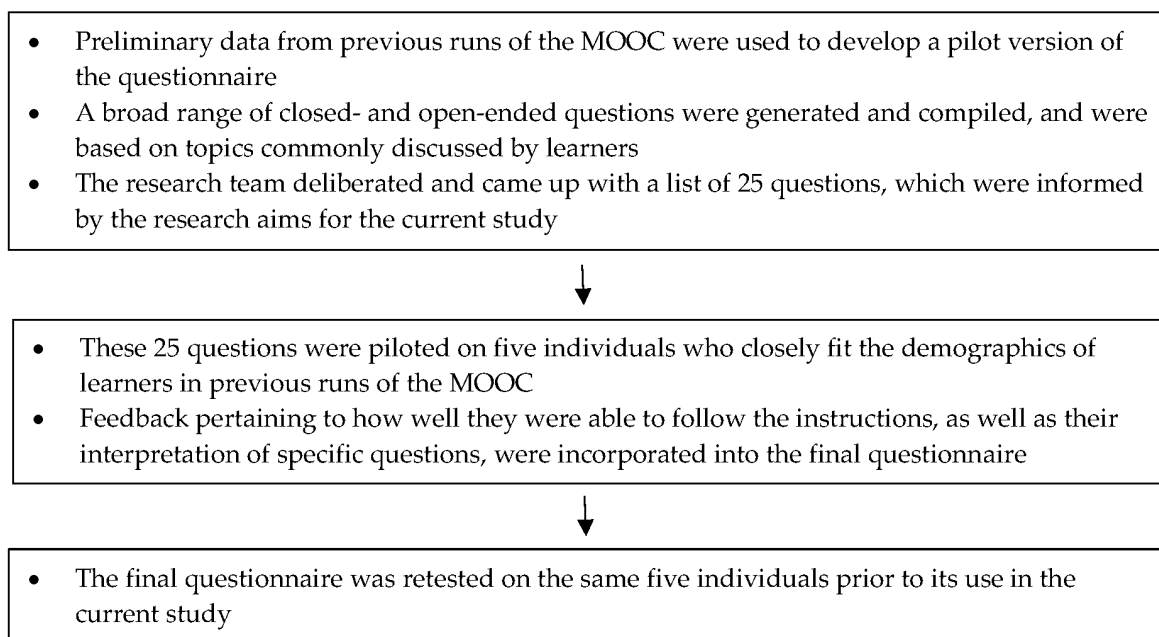 • Preliminary data from previous runs of the MOOC were used to develop a pilot version of
the questionnaire
• A broad range of closed- and open-ended questions were generated and compiled, and were
based on topics commonly discussed by learners
• The research team deliberated and came up with a list of 25 questions, which were informed
by the research aims for the current study
• These 25 questions were piloted on five individuals who closely fit the demographics of
learners in previous runs of the MOOC
• Feedback pertaining to how well they were able to follow the instructions, as well as their
interpretation of specific questions, were incorporated into the final questionnaire
• The final questionnaire was retested on the same five individuals prior to its use in the
current study